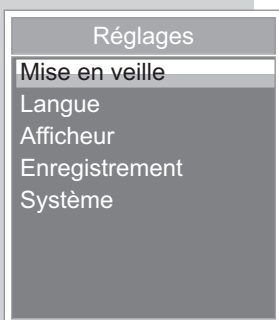 Réglages
Mise en veille
Langue
Afficheur
Enregistrement
Système